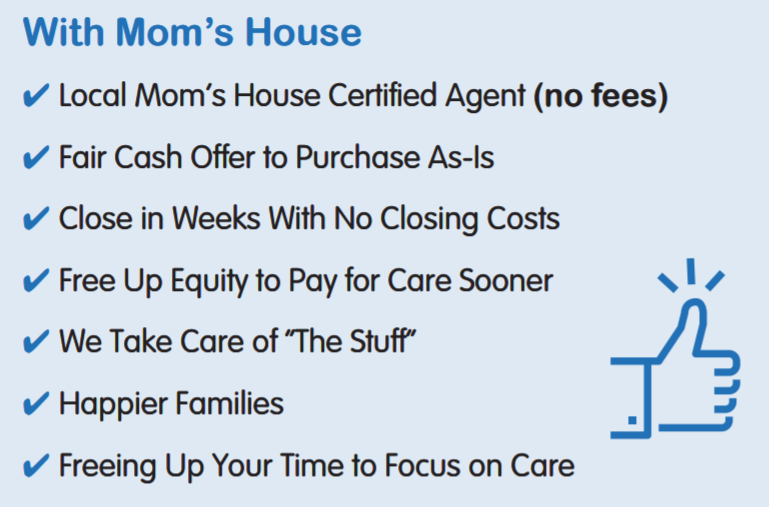 With Mom's House
✔ Local Mom's House Certified Agent (no fees)
✔ Fair Cash Offer to Purchase As-Is
✔ Close in Weeks With No Closing Costs
✔ Free Up Equity to Pay for Care Sooner
✔ We Take Care of “The Stuff”
✔ Happier Families
✔ Freeing Up Your Time to Focus on Care